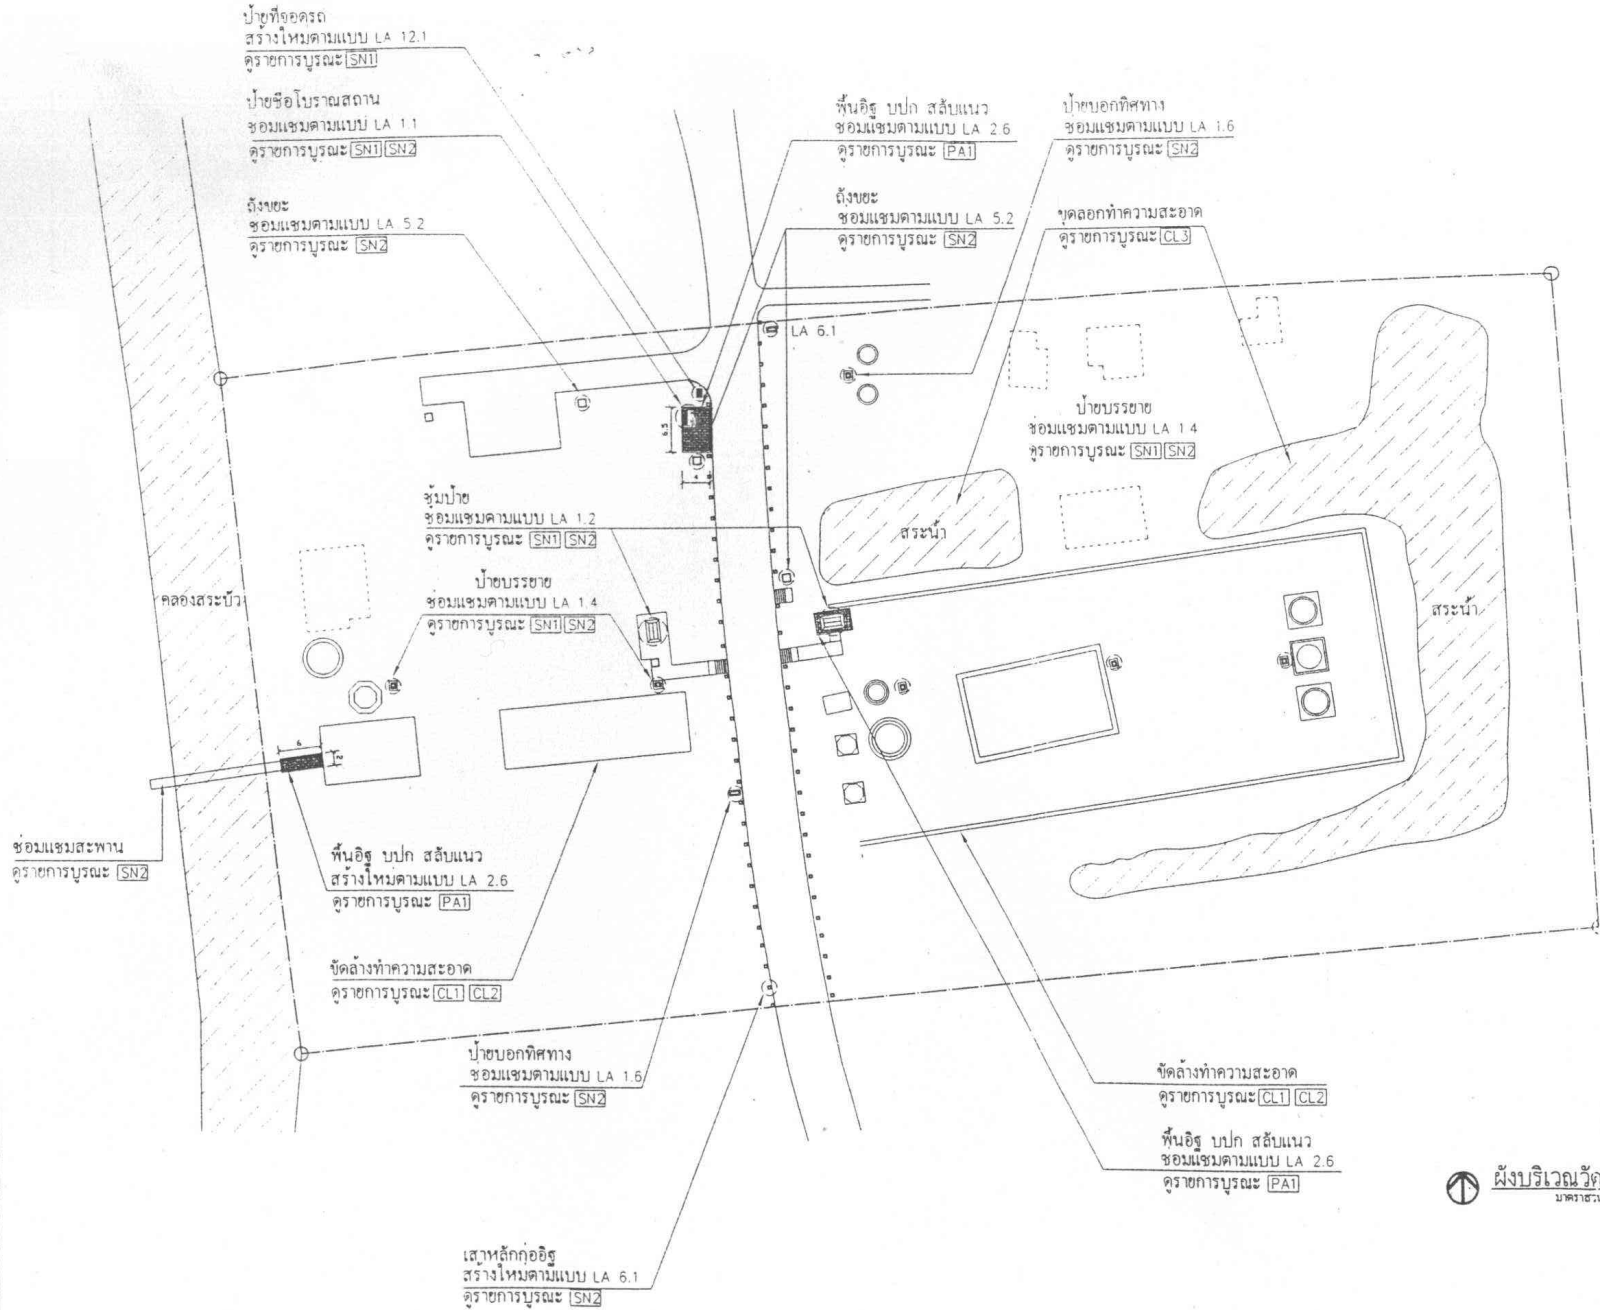 ป้ายที่จอดรถ
สร้างใหม่ตามแบบ LA 12.1
ดูรายการบูรณะ SN1
ป้ายชื่อโบราณสถาน
ซ่อมแซมตามแบบ LA 1.1
ดูรายการบูรณะ SN1 SN2
ถังขยะ
ซ่อมแซมตามแบบ LA 5.2
ดูรายการบูรณะ SN2
พื้นอิฐ บปก สลับแนว
ซ่อมแซมตามแบบ LA 2.6
ดูรายการบูรณะ PA1
ถังขยะ
ซ่อมแซมตามแบบ LA 5.2
ดูรายการบูรณะ SN2
ป้ายบอกทิศทาง
ซ่อมแซมตามแบบ LA 1.6
ดูรายการบูรณะ SN2
ขุดลอกทำความสะอาด
ดูรายการบูรณะ CL3
LA 6.1
6.5
4
ป้ายบรรยาย
ซ่อมแซมตามแบบ LA 1.4
ดูรายการบูรณะ SN1 SN2
ซุ้มป้าย
ซ่อมแซมตามแบบ LA 1.2
ดูรายการบูรณะ SN1 SN2
สระน้ำ
ป้ายบรรยาย
ซ่อมแซมตามแบบ LA 1.4
ดูรายการบูรณะ SN1 SN2
คลองสระบัว
สระน้ำ
6
2
ซ่อมแซมสะพาน
ดูรายการบูรณะ SN2
พื้นอิฐ บปก สลับแนว
สร้างใหม่ตามแบบ LA 2.6
ดูรายการบูรณะ PA1
ขัดล้างทำความสะอาด
ดูรายการบูรณะ CL1 CL2
ป้ายบอกทิศทาง
ซ่อมแซมตามแบบ LA 1.6
ดูรายการบูรณะ SN2
ขัดล้างทำความสะอาด
ดูรายการบูรณะ CL1 CL2
พื้นอิฐ บปก สลับแนว
ซ่อมแซมตามแบบ LA 2.6
ดูรายการบูรณะ PA1
เสาหลักก่ออิฐ
สร้างใหม่ตามแบบ LA 6.1
ดูรายการบูรณะ SN2
ผังบริเวณวัด